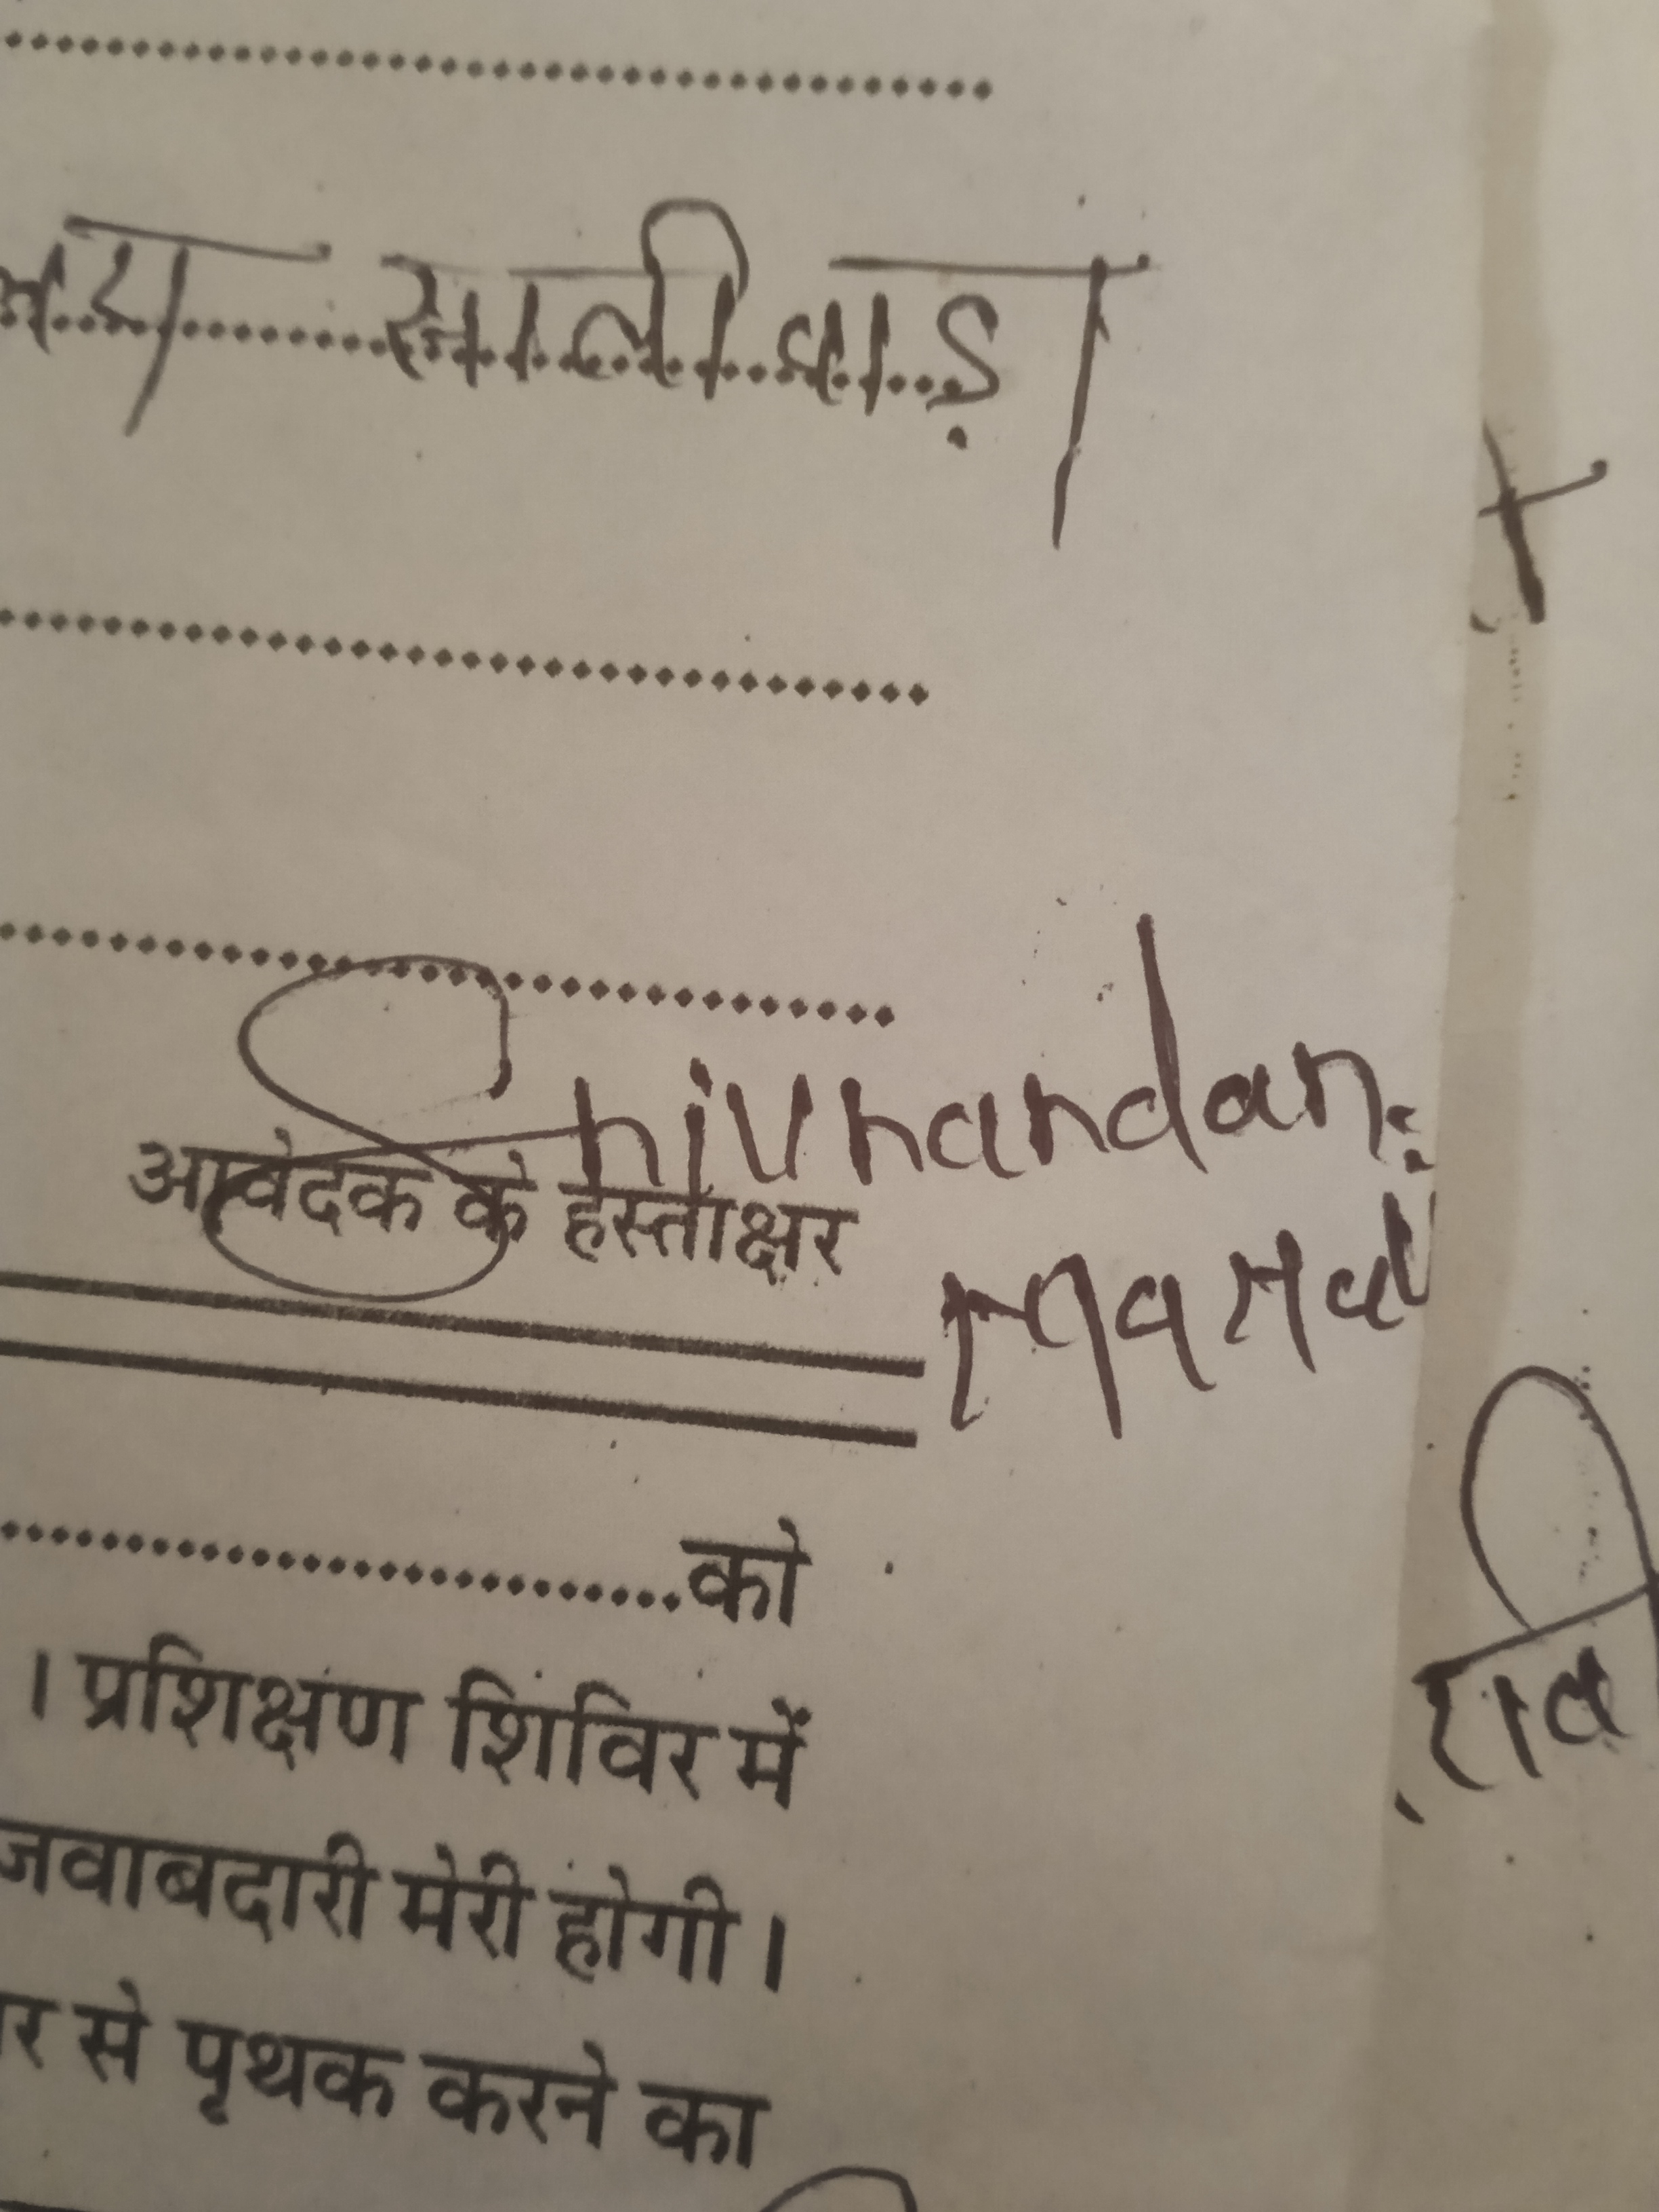 खालीवाड़ा
Shivnandan
आवेदक के हस्ताक्षर
को
। प्रशिक्षण शिविर में
जवाबदारी मेरी होगी।
से पृथक करने का